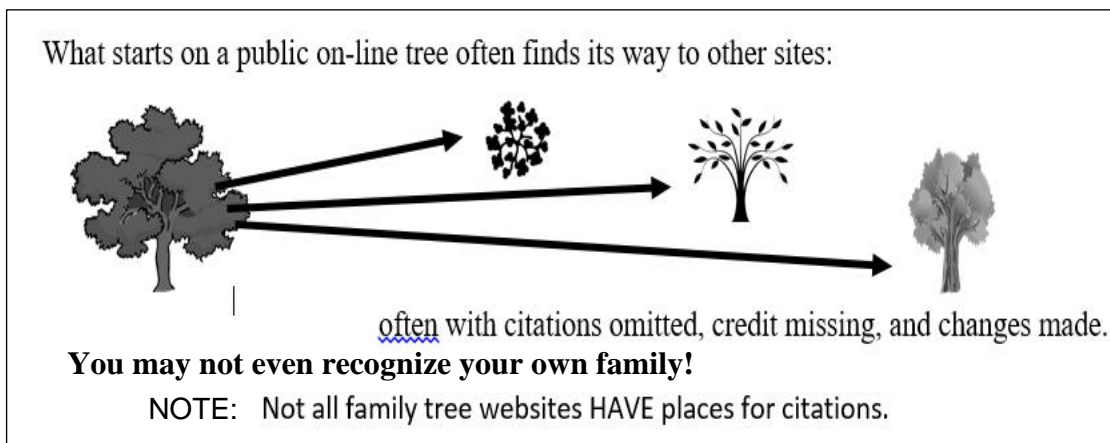 What starts on a public on-line tree often finds its way to other sites:
often with citations omitted, credit missing, and changes made.
You may not even recognize your own family!
NOTE: Not all family tree websites HAVE places for citations.